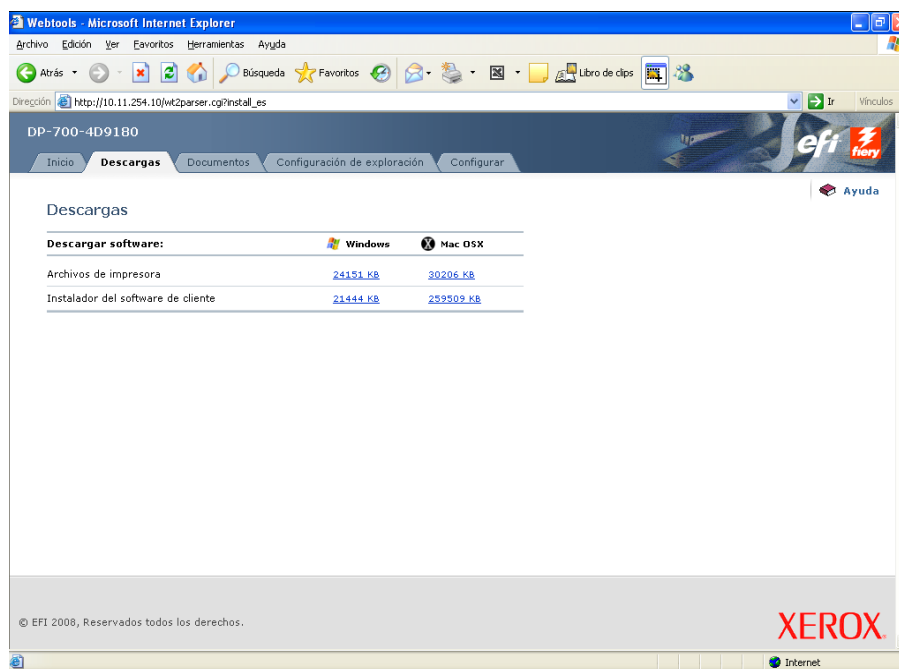 Webtools - Microsoft Internet Explorer
Archivo Edición Ver Favoritos Herramientas Ayuda
Atrás Búsqueda Favoritos Libro de clips
Dirección http://10.11.254.10/wt2parser.cgi?install_es Ir Vínculos
DP-700-4D9180
efi fiery
Inicio Descargas Documentos Configuración de exploración Configurar
Ayuda
Descargas
Descargar software: Windows Mac OSX
Archivos de impresora 24151 KB 30206 KB
Instalador del software de cliente 21444 KB 259509 KB
© EFI 2008, Reservados todos los derechos.
XEROX.
Internet